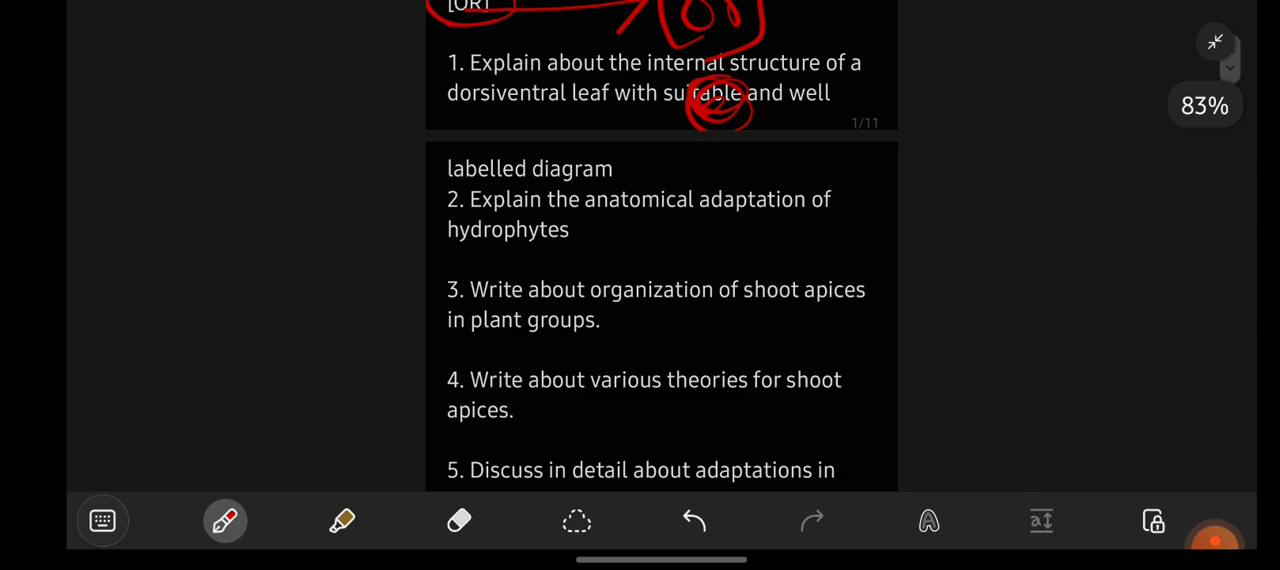 [OR]
or
1. Explain about the internal structure of a
dorsiventral leaf with suitable and well
1/11
labelled diagram
2. Explain the anatomical adaptation of
hydrophytes
3. Write about organization of shoot apices
in plant groups.
4. Write about various theories for shoot
apices.
5. Discuss in detail about adaptations in
83%